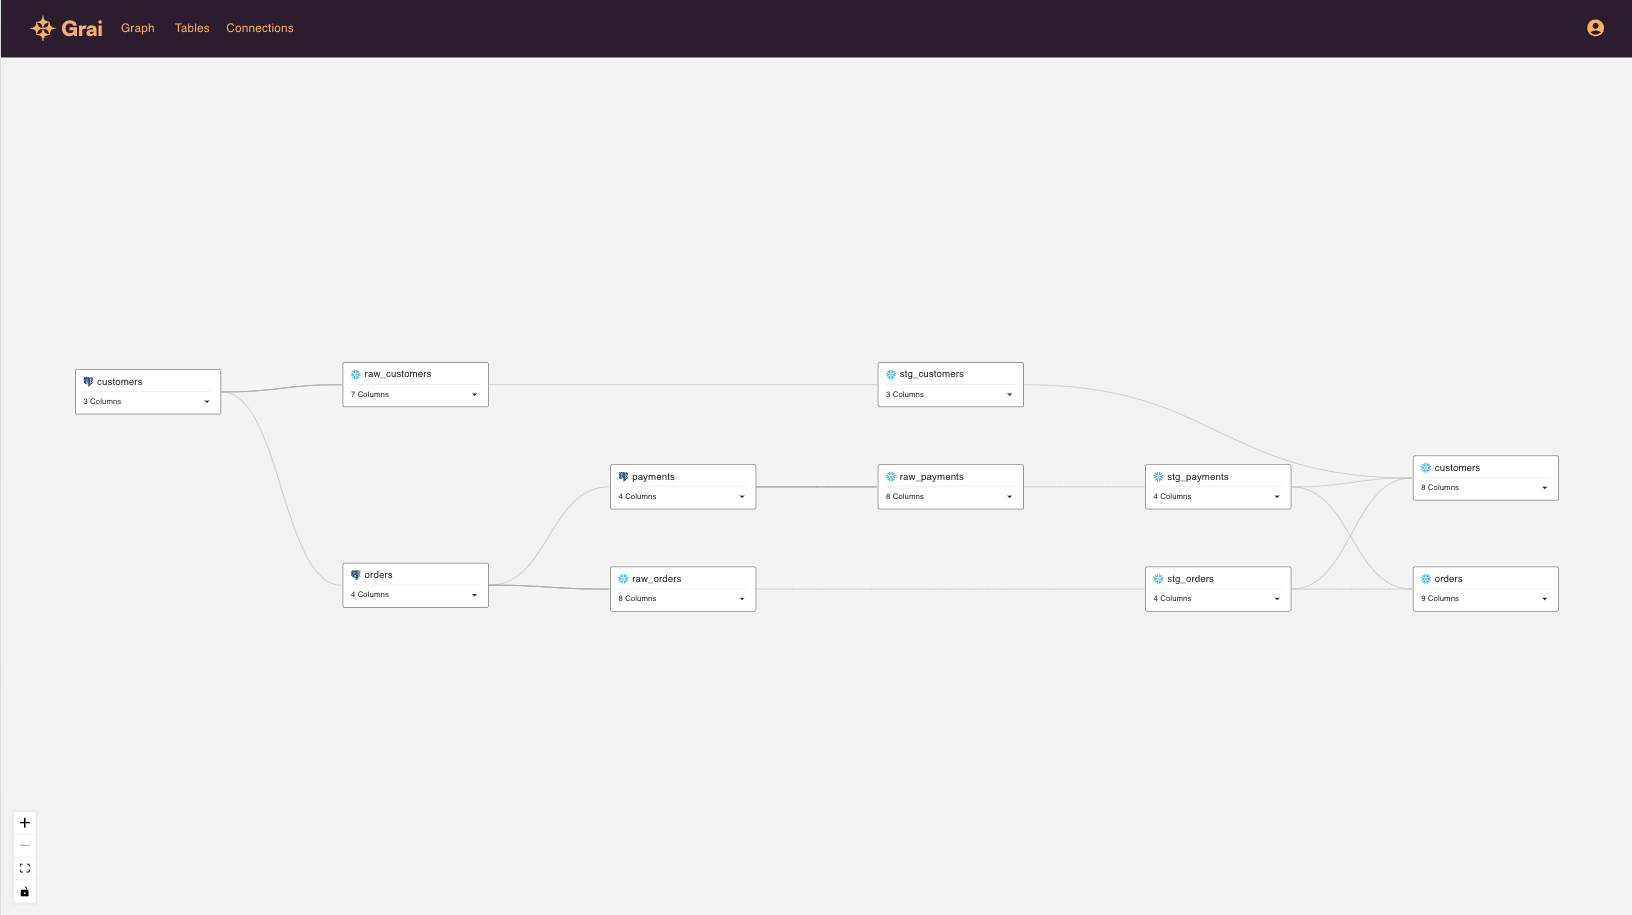 Grai
Graph
Tables
Connections
customers
3 Columns
raw_customers
7 Columns
stg_customers
3 Columns
payments
4 Columns
raw_payments
8 Columns
stg_payments
4 Columns
customers
8 Columns
orders
4 Columns
raw_orders
8 Columns
stg_orders
4 Columns
orders
9 Columns